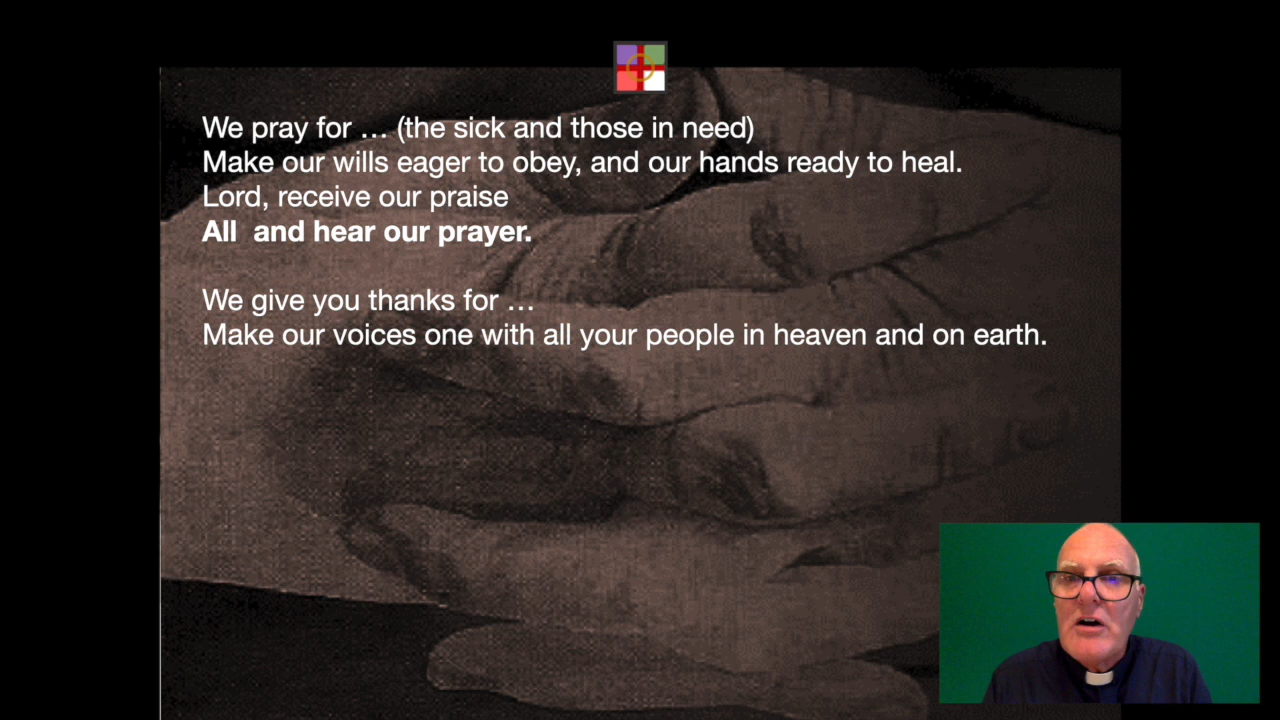 We pray for … (the sick and those in need)
Make our wills eager to obey, and our hands ready to heal.
Lord, receive our praise
All  and hear our prayer.
We give you thanks for …
Make our voices one with all your people in heaven and on earth.